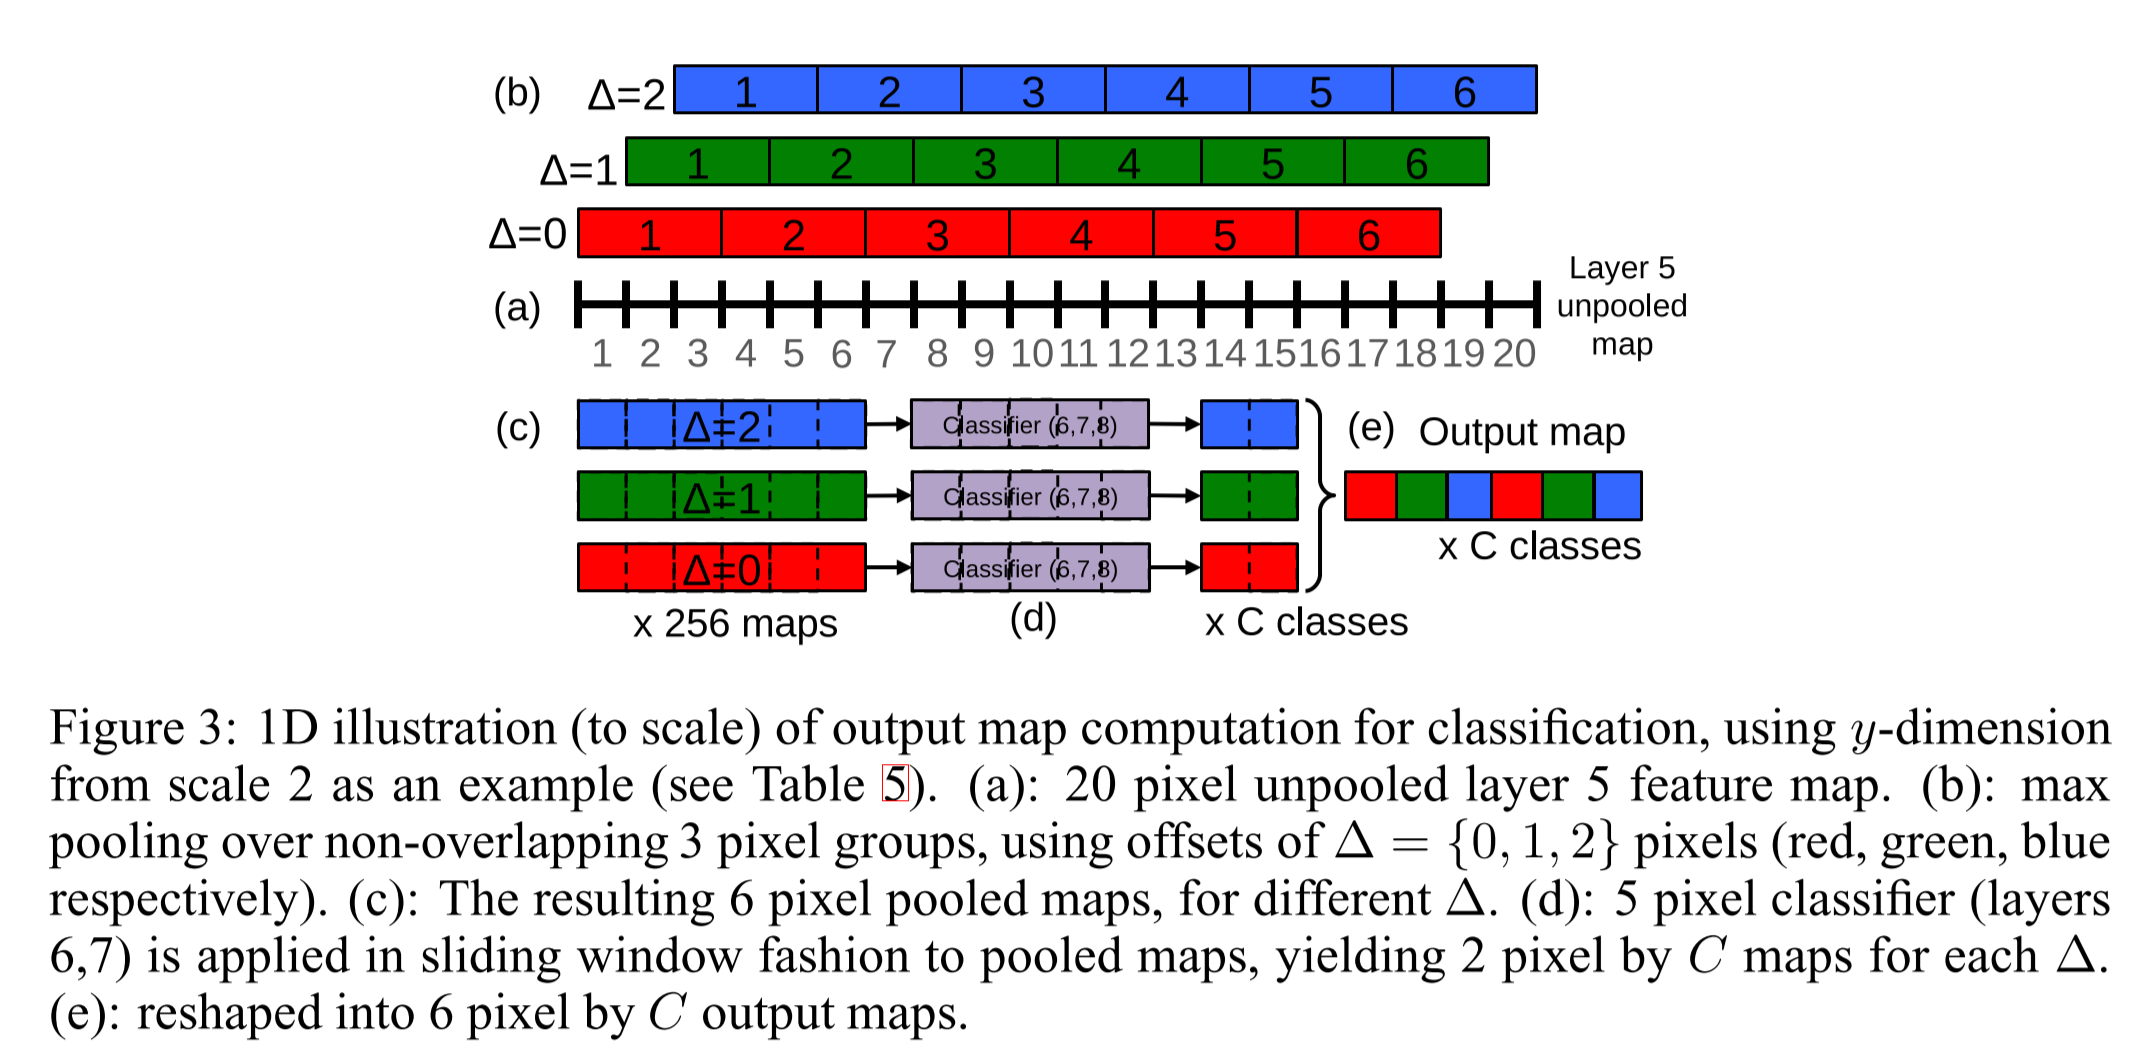 (b) Δ=2 1 2 3 4 5 6
Δ=1 1 2 3 4 5 6
Δ=0 1 2 3 4 5 6
(a)
Layer 5
unpooled
map
1 2 3 4 5 6 7 8 9 10 11 12 13 14 15 16 17 18 19 20
(c) Δ=2 Classifier (6,7,8)
Δ=1 Classifier (6,7,8)
Δ=0 Classifier (6,7,8)
x 256 maps (d) x C classes
(e) Output map
x C classes
Figure 3: 1D illustration (to scale) of output map computation for classification, using y-dimension
from scale 2 as an example (see Table 5). (a): 20 pixel unpooled layer 5 feature map. (b): max
pooling over non-overlapping 3 pixel groups, using offsets of Δ = {0, 1, 2} pixels (red, green, blue
respectively). (c): The resulting 6 pixel pooled maps, for different Δ. (d): 5 pixel classifier (layers
6,7) is applied in sliding window fashion to pooled maps, yielding 2 pixel by C maps for each Δ.
(e): reshaped into 6 pixel by C output maps.